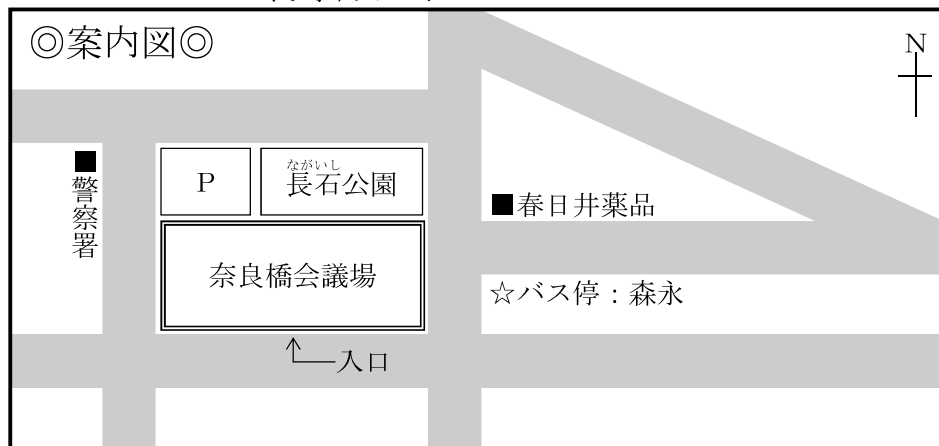 ◎案内図◎
N
■警察署
P
ながいし
長石公園
■春日井薬品
奈良橋会議場
☆バス停：森永
入口